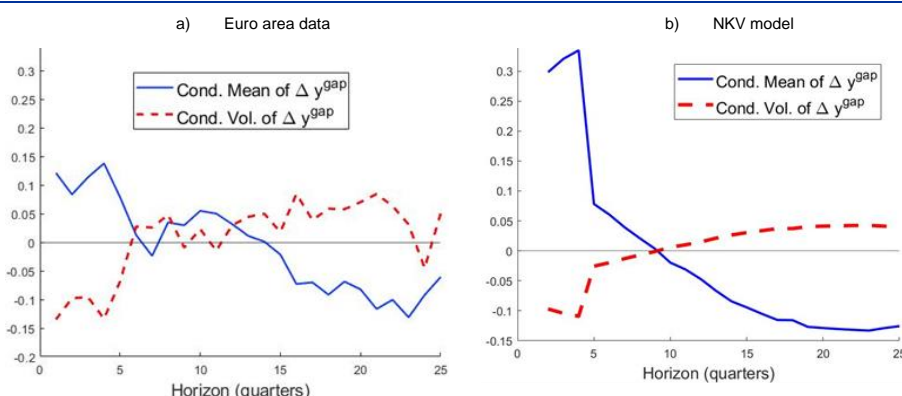 a) Euro area data
0.3
0.25
0.2
0.15
0.1
0.05
0
-0.05
-0.1
-0.15
-0.2
Cond. Mean of Δ y^gap
Cond. Vol. of Δ y^gap
0 5 10 15 20 25
Horizon (quarters)
b) NKV model
0.3
0.25
0.2
0.15
0.1
0.05
0
-0.05
-0.1
-0.15
Cond. Mean of Δ y^gap
Cond. Vol. of Δ y^gap
0 5 10 15 20 25
Horizon (quarters)